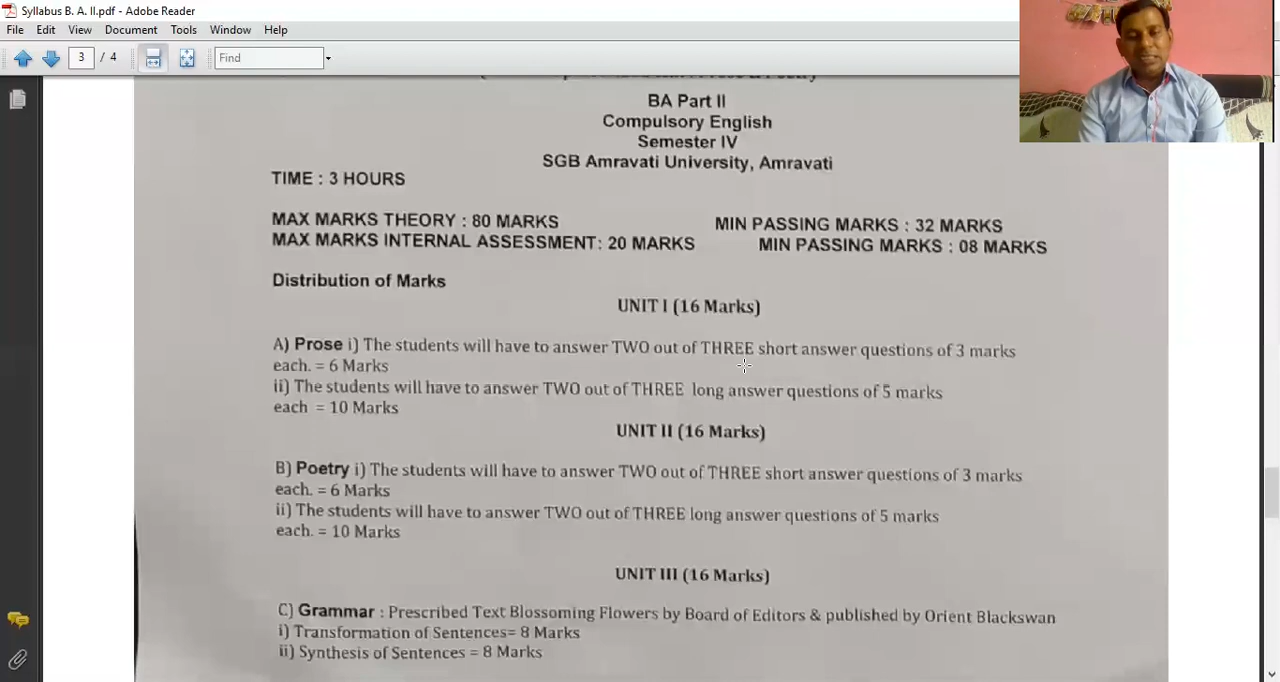 Syllabus B. A. II.pdf - Adobe Reader
File Edit View Document Tools Window Help
3 / 4 Find
BA Part II
Compulsory English
Semester IV
SGB Amravati University, Amravati
TIME : 3 HOURS
MAX MARKS THEORY : 80 MARKS MIN PASSING MARKS : 32 MARKS
MAX MARKS INTERNAL ASSESSMENT: 20 MARKS MIN PASSING MARKS : 08 MARKS
Distribution of Marks
UNIT I (16 Marks)
A) Prose i) The students will have to answer TWO out of THREE short answer questions of 3 marks
each. = 6 Marks
ii) The students will have to answer TWO out of THREE long answer questions of 5 marks
each = 10 Marks
UNIT II (16 Marks)
B) Poetry i) The students will have to answer TWO out of THREE short answer questions of 3 marks
each. = 6 Marks
ii) The students will have to answer TWO out of THREE long answer questions of 5 marks
each. = 10 Marks
UNIT III (16 Marks)
C) Grammar : Prescribed Text Blossoming Flowers by Board of Editors & published by Orient Blackswan
i) Transformation of Sentences= 8 Marks
ii) Synthesis of Sentences = 8 Marks